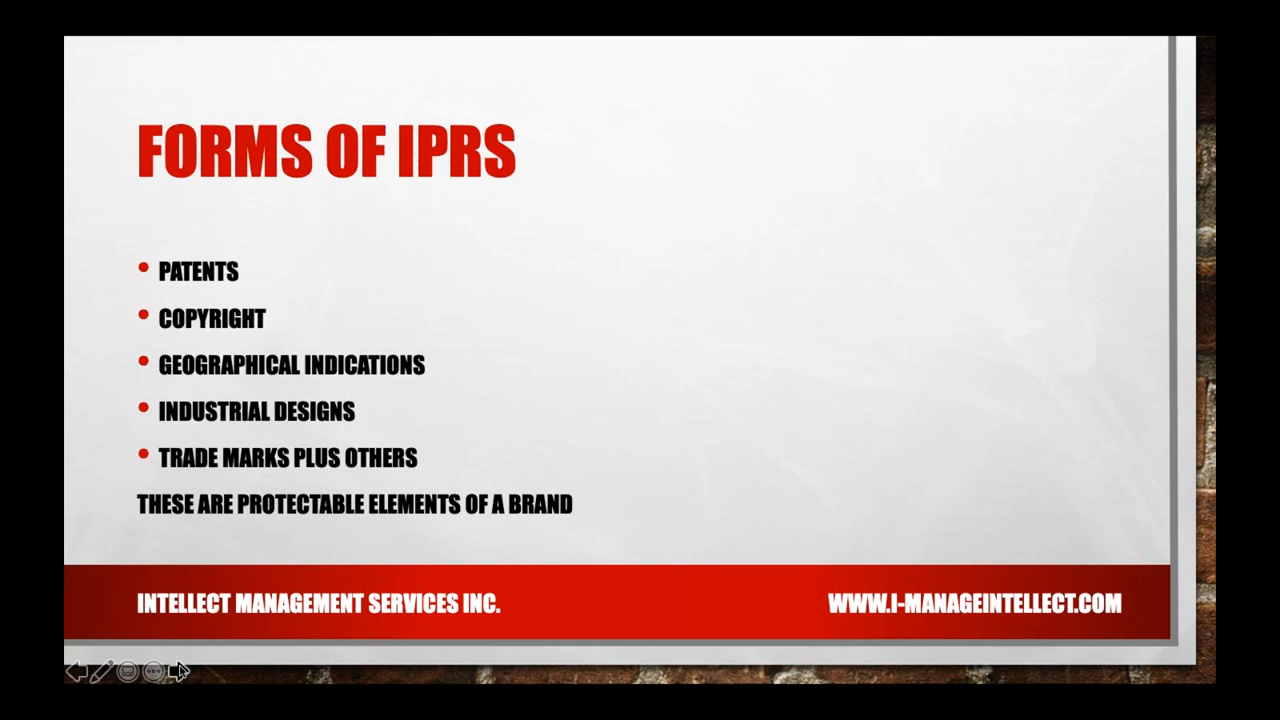 FORMS OF IPRS
• PATENTS
• COPYRIGHT
• GEOGRAPHICAL INDICATIONS
• INDUSTRIAL DESIGNS
• TRADE MARKS PLUS OTHERS
THESE ARE PROTECTABLE ELEMENTS OF A BRAND
INTELLECT MANAGEMENT SERVICES INC.
WWW.I-MANAGEINTELLECT.COM